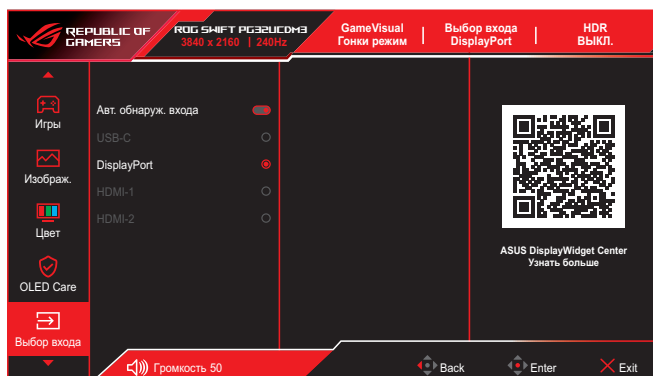 REPUBLIC OF
GAMERS
ROG SWIFT PG32UCDM3
3840 x 2160 | 240Hz
GameVisual
Гонки режим
Выбор входа
DisplayPort
HDR
ВЫКЛ.
Игры
Изображ.
Цвет
OLED Care
Выбор входа
Авт. обнаруж. входа
USB-C
DisplayPort
HDMI-1
HDMI-2
ASUS DisplayWidget Center
Узнать больше
Громкость 50
Back
Enter
Exit